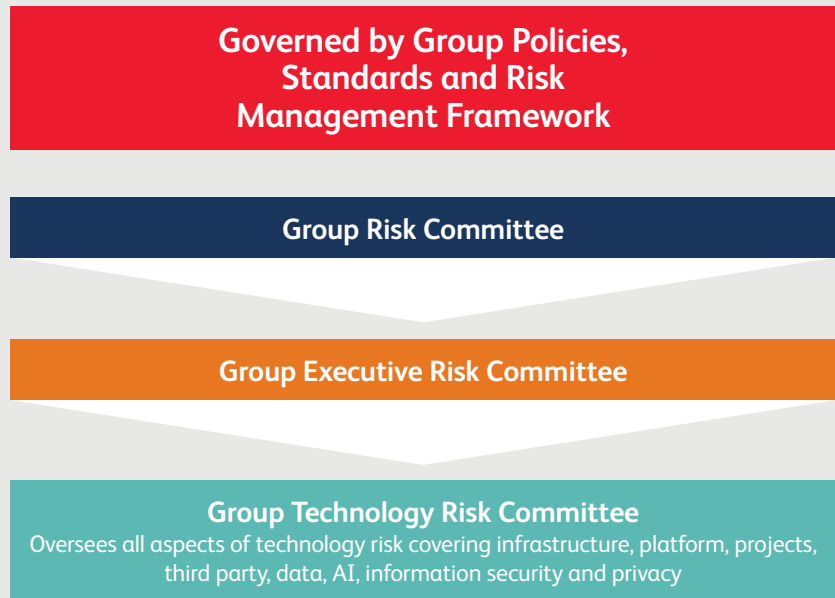 Governed by Group Policies,
Standards and Risk
Management Framework
Group Risk Committee
Group Executive Risk Committee
Group Technology Risk Committee
Oversees all aspects of technology risk covering infrastructure, platform, projects,
third party, data, AI, information security and privacy